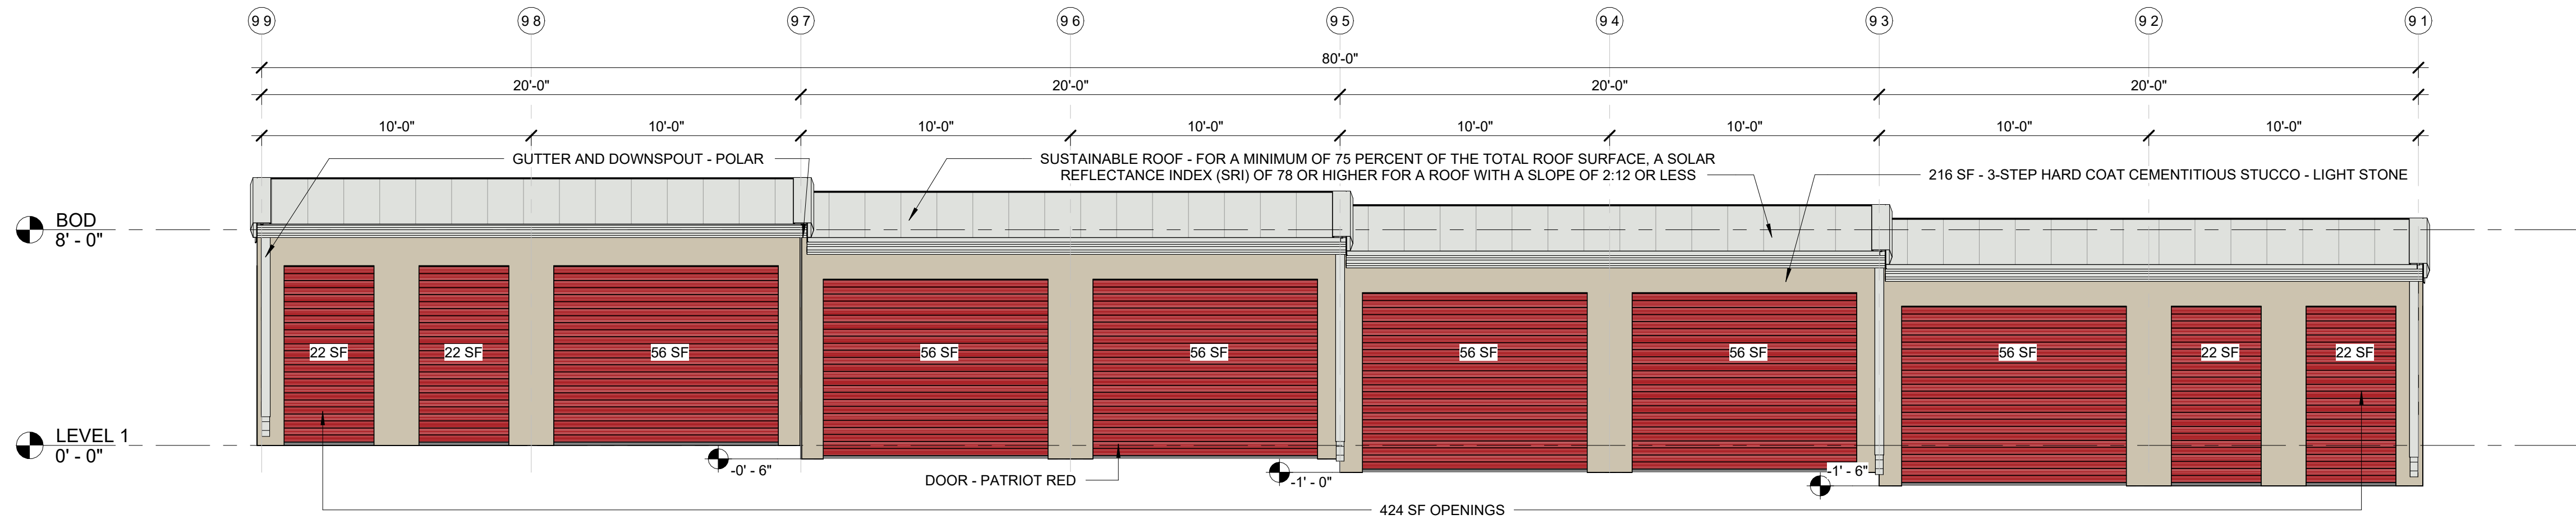 99 98 97 96 95 94 93 92 91
80'-0"
20'-0" 20'-0" 20'-0" 20'-0"
10'-0" 10'-0" 10'-0" 10'-0" 10'-0" 10'-0" 10'-0" 10'-0"
GUTTER AND DOWNSPOUT - POLAR
SUSTAINABLE ROOF - FOR A MINIMUM OF 75 PERCENT OF THE TOTAL ROOF SURFACE, A SOLAR
REFLECTANCE INDEX (SRI) OF 78 OR HIGHER FOR A ROOF WITH A SLOPE OF 2:12 OR LESS
216 SF - 3-STEP HARD COAT CEMENTITIOUS STUCCO - LIGHT STONE
BOD
8' - 0"
22 SF 22 SF 56 SF 56 SF 56 SF 56 SF 56 SF 56 SF 22 SF 22 SF
LEVEL 1
0' - 0"
-0' - 6"
DOOR - PATRIOT RED
-1' - 0"
-1' - 6"
424 SF OPENINGS